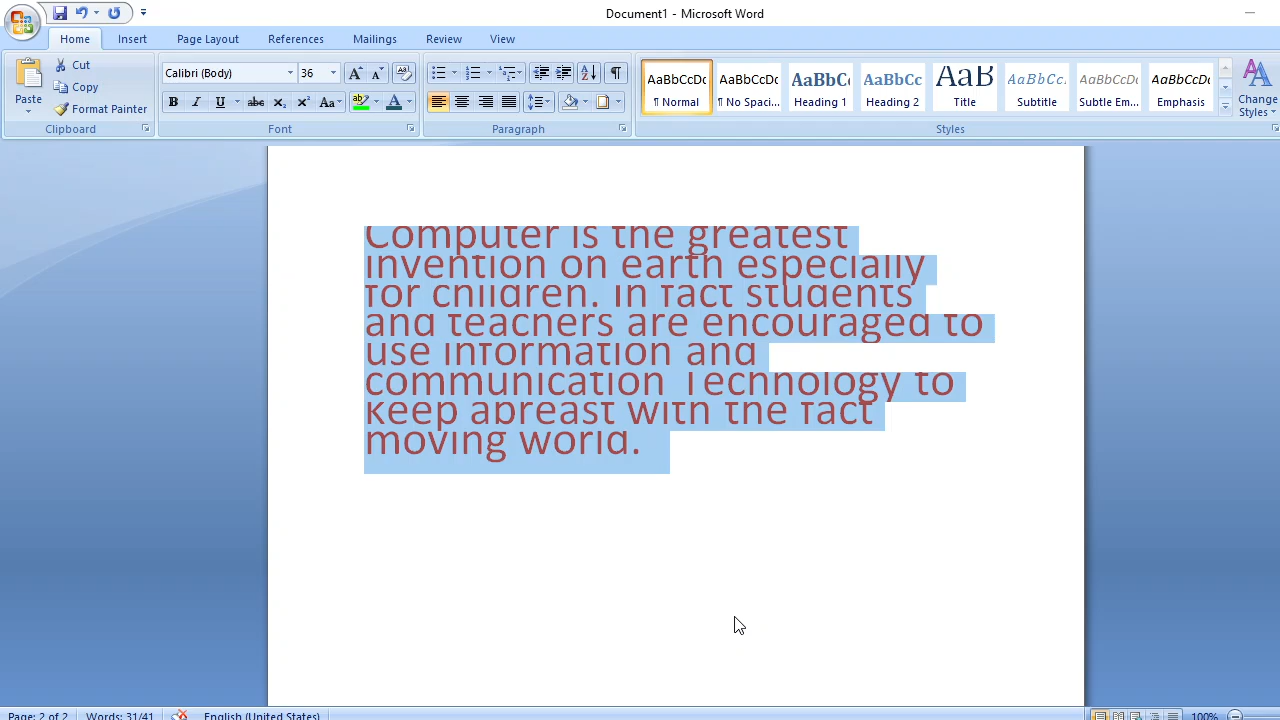 Document1 - Microsoft Word
Home Insert Page Layout References Mailings Review View
Paste
Cut
Copy
Format Painter
Clipboard
Calibri (Body) 36
B I U abc X₂ X² Aa
Font
Paragraph
AaBbCcDc AaBbCcDc AaBbC AaBbCc AaB AaBbCc. AaBbCcDc AaBbCcDc
¶ Normal ¶ No Spaci... Heading 1 Heading 2 Title Subtitle Subtle Em... Emphasis
Change Styles
Styles
Computer is the greatest
invention on earth especially
for children. In fact students
and teachers are encouraged to
use information and
communication Technology to
keep abreast with the fact
moving world.
Page: 2 of 2 Words: 31/41 English (United States) 100%